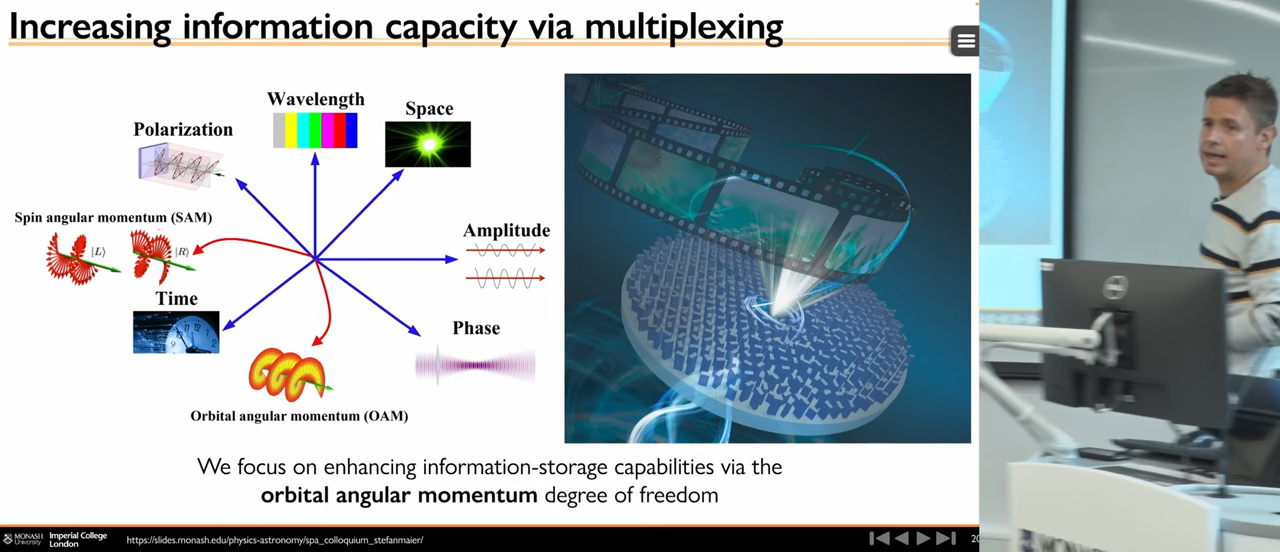 Increasing information capacity via multiplexing
Wavelength
Space
Polarization
Spin angular momentum (SAM)
|L⟩
|R⟩
Amplitude
Time
Phase
Orbital angular momentum (OAM)
We focus on enhancing information-storage capabilities via the
orbital angular momentum degree of freedom
MONASH University
Imperial College
London
https://slides.monash.edu/physics-astronomy/spa_colloquium_stefanmaier/